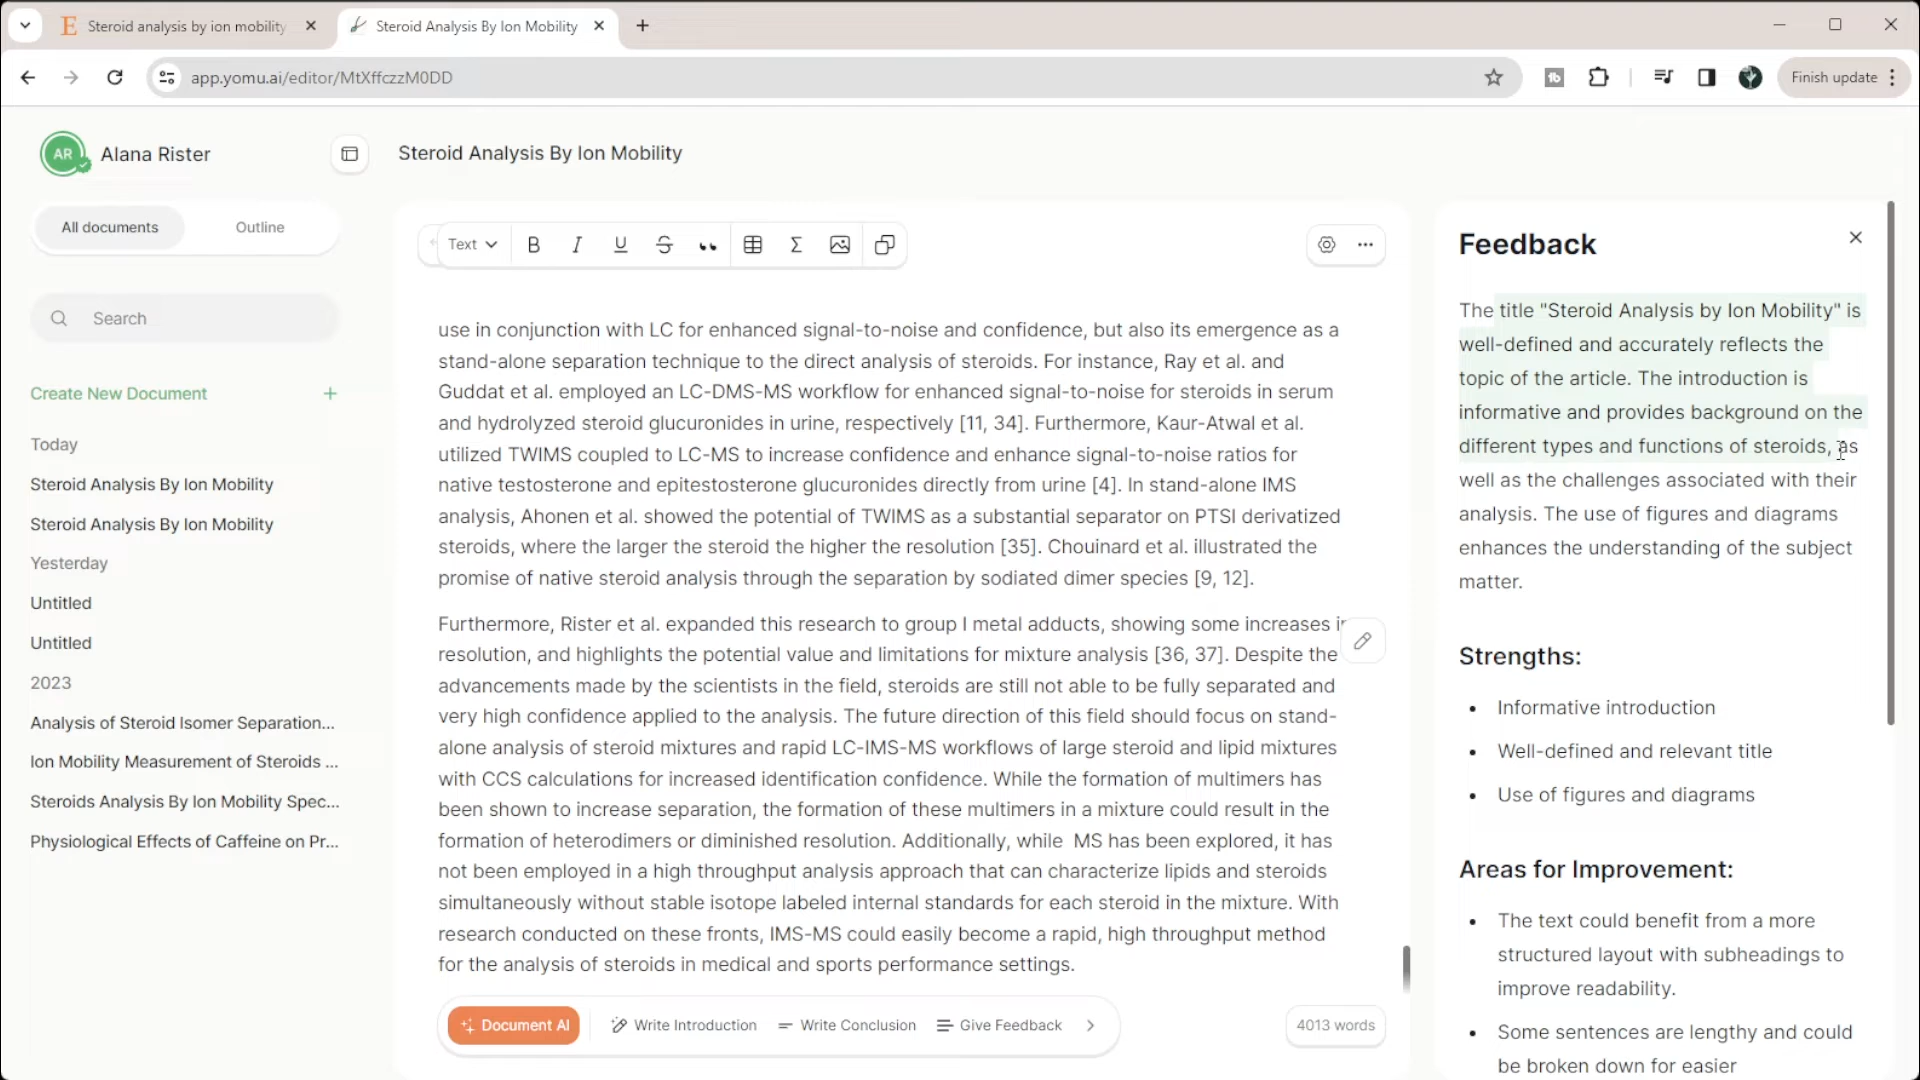 Steroid analysis by ion mobility
Steroid Analysis By Ion Mobility
app.yomu.ai/editor/MtXffczzM0DD
Finish update
AR
Alana Rister
Steroid Analysis By Ion Mobility
All documents
Outline
Search
Create New Document
Today
Steroid Analysis By Ion Mobility
Steroid Analysis By Ion Mobility
Yesterday
Untitled
Untitled
2023
Analysis of Steroid Isomer Separation...
Ion Mobility Measurement of Steroids ...
Steroids Analysis By Ion Mobility Spec...
Physiological Effects of Caffeine on Pr...
Text
use in conjunction with LC for enhanced signal-to-noise and confidence, but also its emergence as a
stand-alone separation technique to the direct analysis of steroids. For instance, Ray et al. and
Guddat et al. employed an LC-DMS-MS workflow for enhanced signal-to-noise for steroids in serum
and hydrolyzed steroid glucuronides in urine, respectively [11, 34]. Furthermore, Kaur-Atwal et al.
utilized TWIMS coupled to LC-MS to increase confidence and enhance signal-to-noise ratios for
native testosterone and epitestosterone glucuronides directly from urine [4]. In stand-alone IMS
analysis, Ahonen et al. showed the potential of TWIMS as a substantial separator on PTSI derivatized
steroids, where the larger the steroid the higher the resolution [35]. Chouinard et al. illustrated the
promise of native steroid analysis through the separation by sodiated dimer species [9, 12].
Furthermore, Rister et al. expanded this research to group I metal adducts, showing some increases in
resolution, and highlights the potential value and limitations for mixture analysis [36, 37]. Despite the
advancements made by the scientists in the field, steroids are still not able to be fully separated and
very high confidence applied to the analysis. The future direction of this field should focus on stand-
alone analysis of steroid mixtures and rapid LC-IMS-MS workflows of large steroid and lipid mixtures
with CCS calculations for increased identification confidence. While the formation of multimers has
been shown to increase separation, the formation of these multimers in a mixture could result in the
formation of heterodimers or diminished resolution. Additionally, while  MS has been explored, it has
not been employed in a high throughput analysis approach that can characterize lipids and steroids
simultaneously without stable isotope labeled internal standards for each steroid in the mixture. With
research conducted on these fronts, IMS-MS could easily become a rapid, high throughput method
for the analysis of steroids in medical and sports performance settings.
Document AI
Write Introduction
Write Conclusion
Give Feedback
4013 words
Feedback
The title "Steroid Analysis by Ion Mobility" is
well-defined and accurately reflects the
topic of the article. The introduction is
informative and provides background on the
different types and functions of steroids, as
well as the challenges associated with their
analysis. The use of figures and diagrams
enhances the understanding of the subject
matter.
Strengths:
• Informative introduction
• Well-defined and relevant title
• Use of figures and diagrams
Areas for Improvement:
• The text could benefit from a more
structured layout with subheadings to
improve readability.
• Some sentences are lengthy and could
be broken down for easier